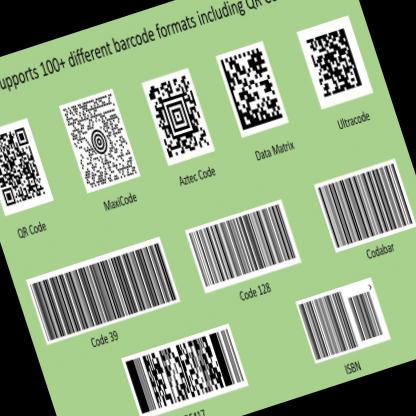 upports 100+ different barcode formats including QR Co
QR Code
MaxiCode
Aztec Code
Data Matrix
Ultracode
Code 39
Code 128
Codabar
ISBN